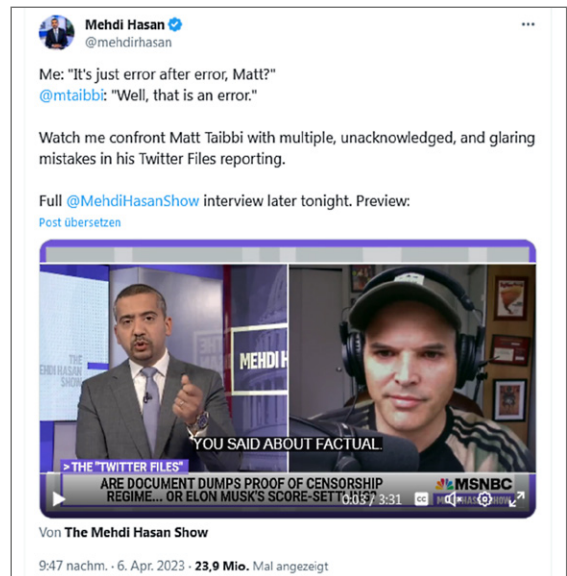 Mehdi Hasan
@mehdirhasan
Me: "It's just error after error, Matt?"
@mtaibbi: "Well, that is an error."
Watch me confront Matt Taibbi with multiple, unacknowledged, and glaring
mistakes in his Twitter Files reporting.
Full @MehdiHasanShow interview later tonight. Preview:
Post übersetzen
THE
MEHDI H
YOU SAID ABOUT FACTUAL.
>THE "TWITTER FILES"
ARE DOCUMENT DUMPS PROOF OF CENSORSHIP
REGIME... OR ELON MUSK'S SCORE-SETTING?
MSNBC
0:03 / 3:31
CC
Von The Mehdi Hasan Show
9:47 nachm. · 6. Apr. 2023 · 23,9 Mio. Mal angezeigt